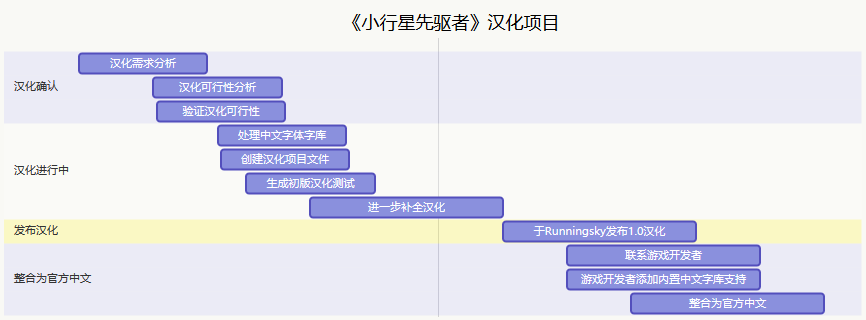 《小行星先驱者》汉化项目
汉化确认
汉化需求分析
汉化可行性分析
验证汉化可行性
汉化进行中
处理中文字体字库
创建汉化项目文件
生成初版汉化测试
进一步补全汉化
发布汉化
于Runningsky发布1.0汉化
整合为官方中文
联系游戏开发者
游戏开发者添加内置中文字库支持
整合为官方中文